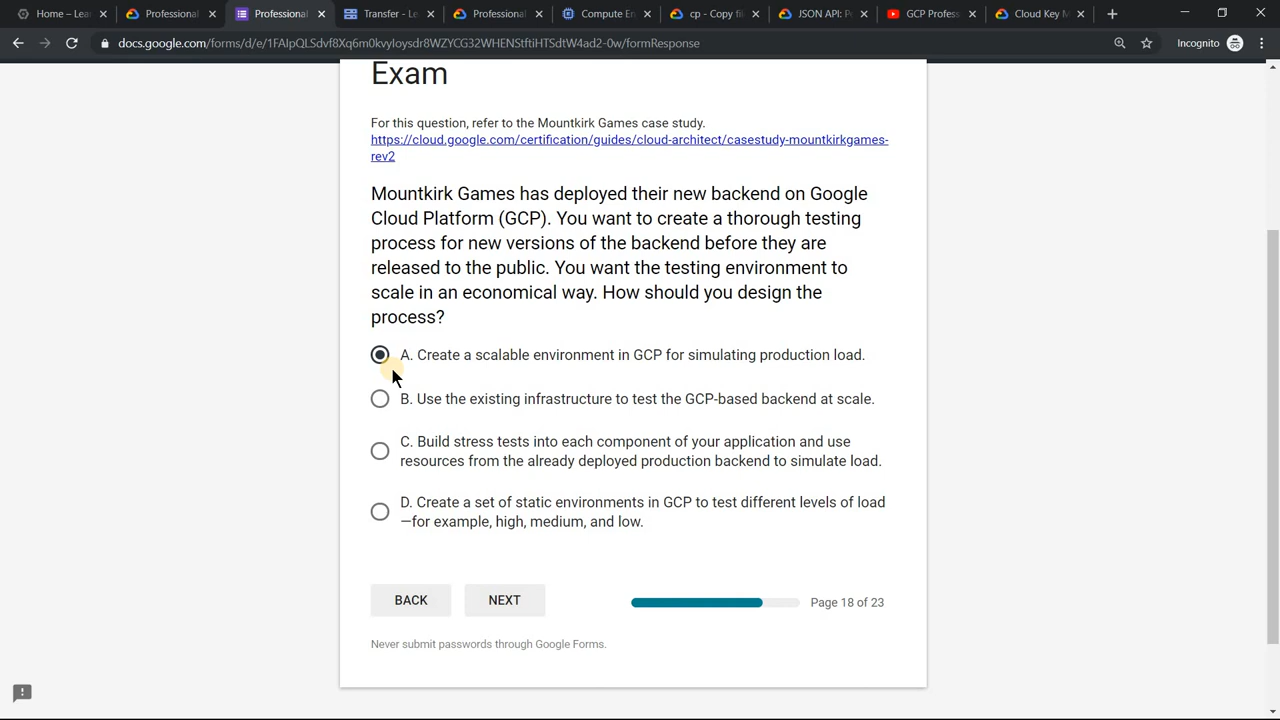 Home – Lea
Professional
Professional
Transfer - Le
Professional
Compute En
cp - Copy fil
JSON API: P
GCP Profess
Cloud Key M
docs.google.com/forms/d/e/1FAIpQLSdvf8Xq6m0kvyIoysdr8WZYCG32WHENStftiHTSdtW4ad2-0w/formResponse
Incognito
Exam
For this question, refer to the Mountkirk Games case study.
https://cloud.google.com/certification/guides/cloud-architect/casestudy-mountkirkgames-
rev2
Mountkirk Games has deployed their new backend on Google
Cloud Platform (GCP). You want to create a thorough testing
process for new versions of the backend before they are
released to the public. You want the testing environment to
scale in an economical way. How should you design the
process?
A. Create a scalable environment in GCP for simulating production load.
B. Use the existing infrastructure to test the GCP-based backend at scale.
C. Build stress tests into each component of your application and use
resources from the already deployed production backend to simulate load.
D. Create a set of static environments in GCP to test different levels of load
—for example, high, medium, and low.
BACK
NEXT
Page 18 of 23
Never submit passwords through Google Forms.